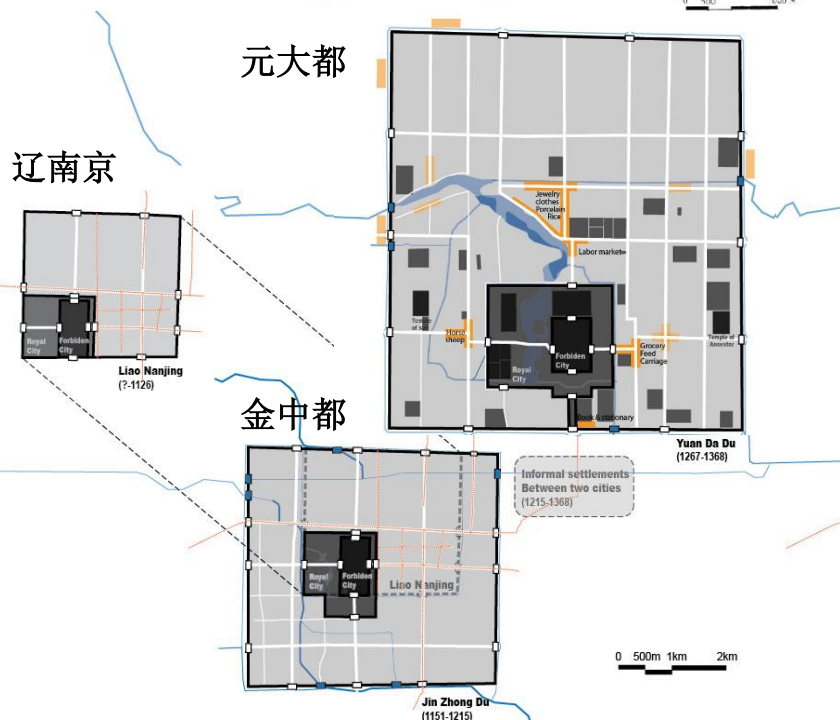 元大都
辽南京
Jewelry
clothes
Porcelain
Rice
Labor market
Temple
of soil
Horse
sheep
Forbiden
City
Royal
City
Grocery
Feed
Carriage
Temple of
Ancestor
Book & stationary
Royal
City
Forbiden
City
Liao Nanjing
(?-1126)
金中都
Yuan Da Du
(1267-1368)
Informal settlements
Between two cities
(1215-1368)
Royal
City
Forbiden
City
Liao Nanjing
0 500m 1km 2km
Jin Zhong Du
(1151-1215)